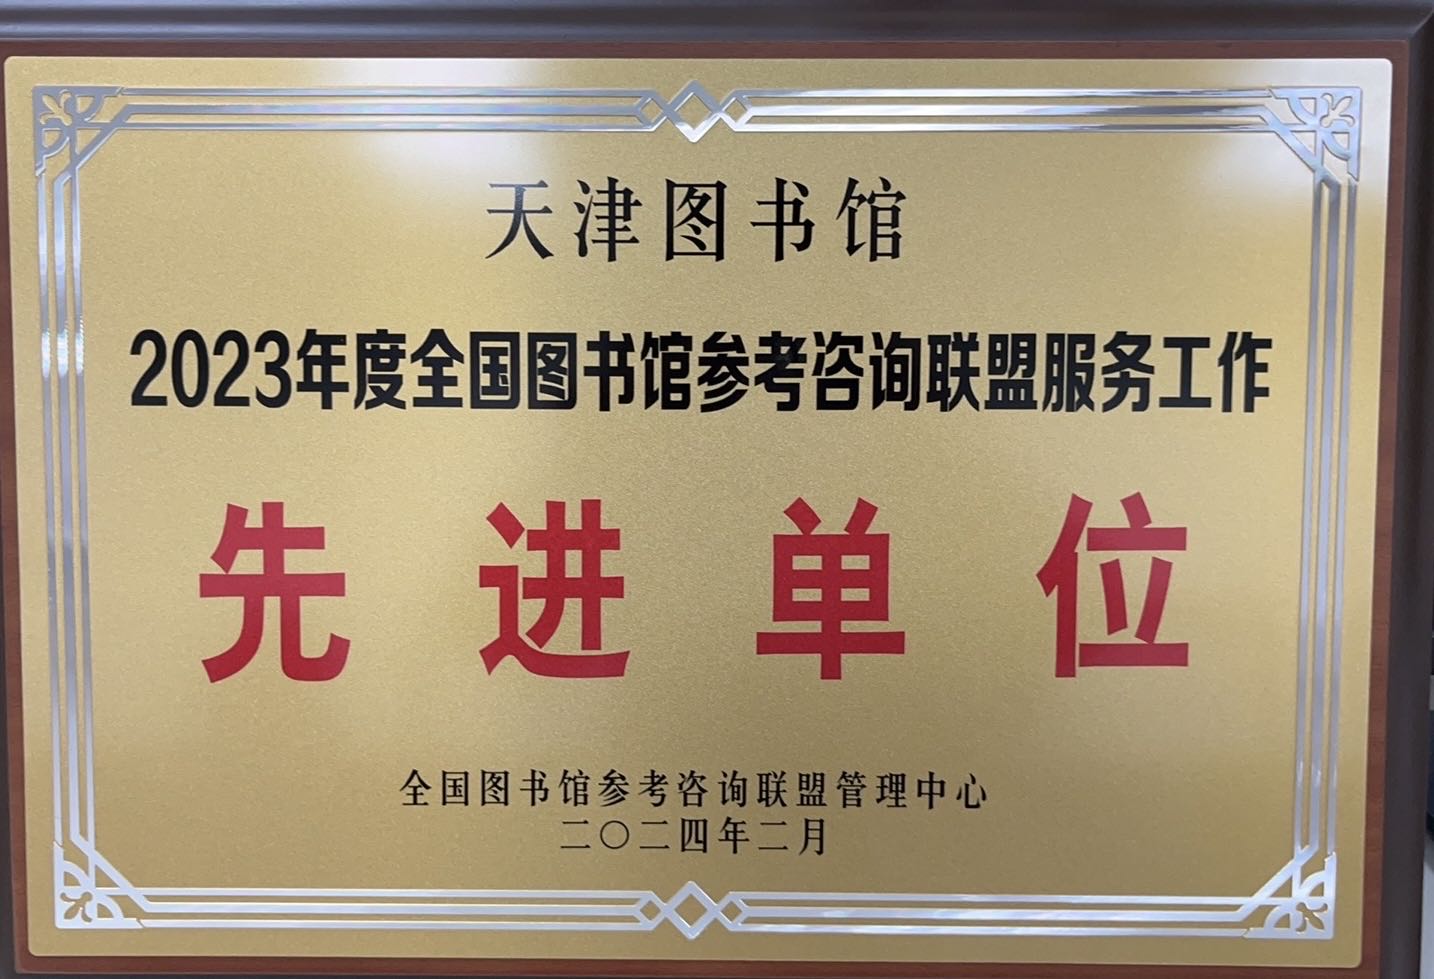 天津图书馆
2023年度全国图书馆参考咨询联盟服务工作
先进单位
全国图书馆参考咨询联盟管理中心
二〇二四年二月